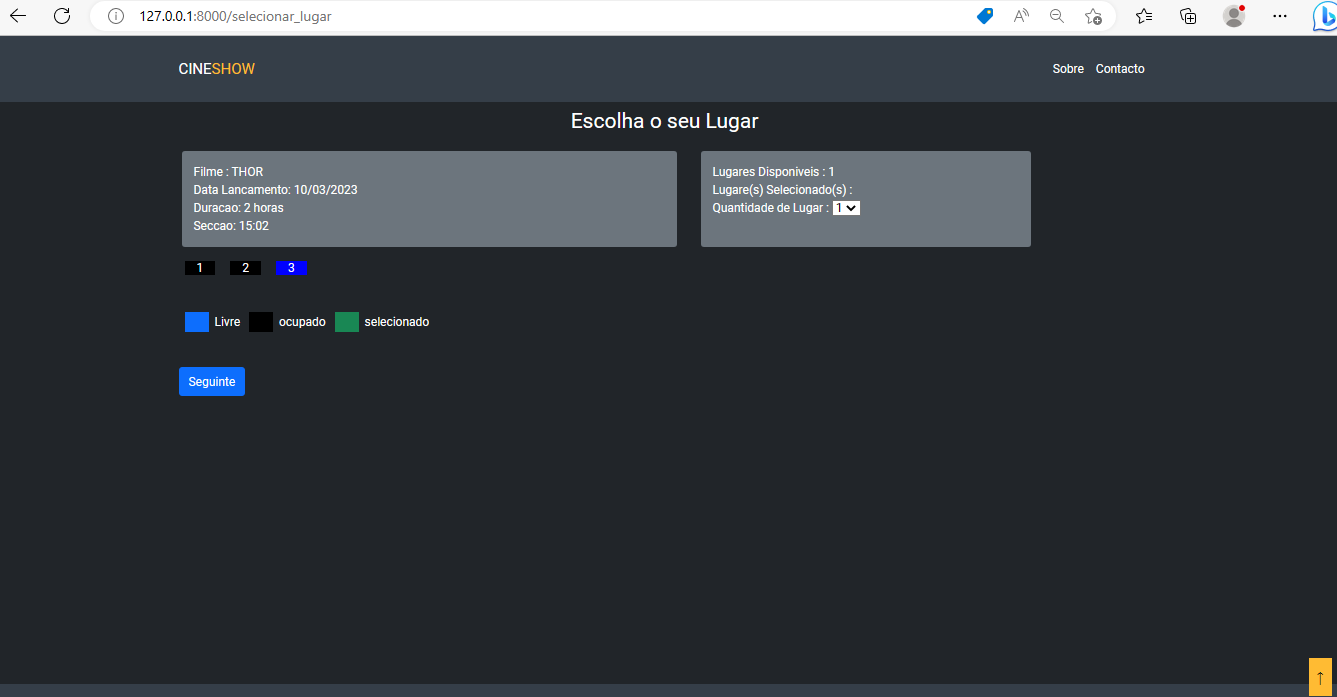 127.0.0.1:8000/selecionar_lugar
CINESHOW
Sobre Contacto
Escolha o seu Lugar
Filme : THOR
Data Lancamento: 10/03/2023
Duracao: 2 horas
Seccao: 15:02
Lugares Disponiveis : 1
Lugare(s) Selecionado(s) :
Quantidade de Lugar : 1
1 2 3
Livre ocupado selecionado
Seguinte
↑